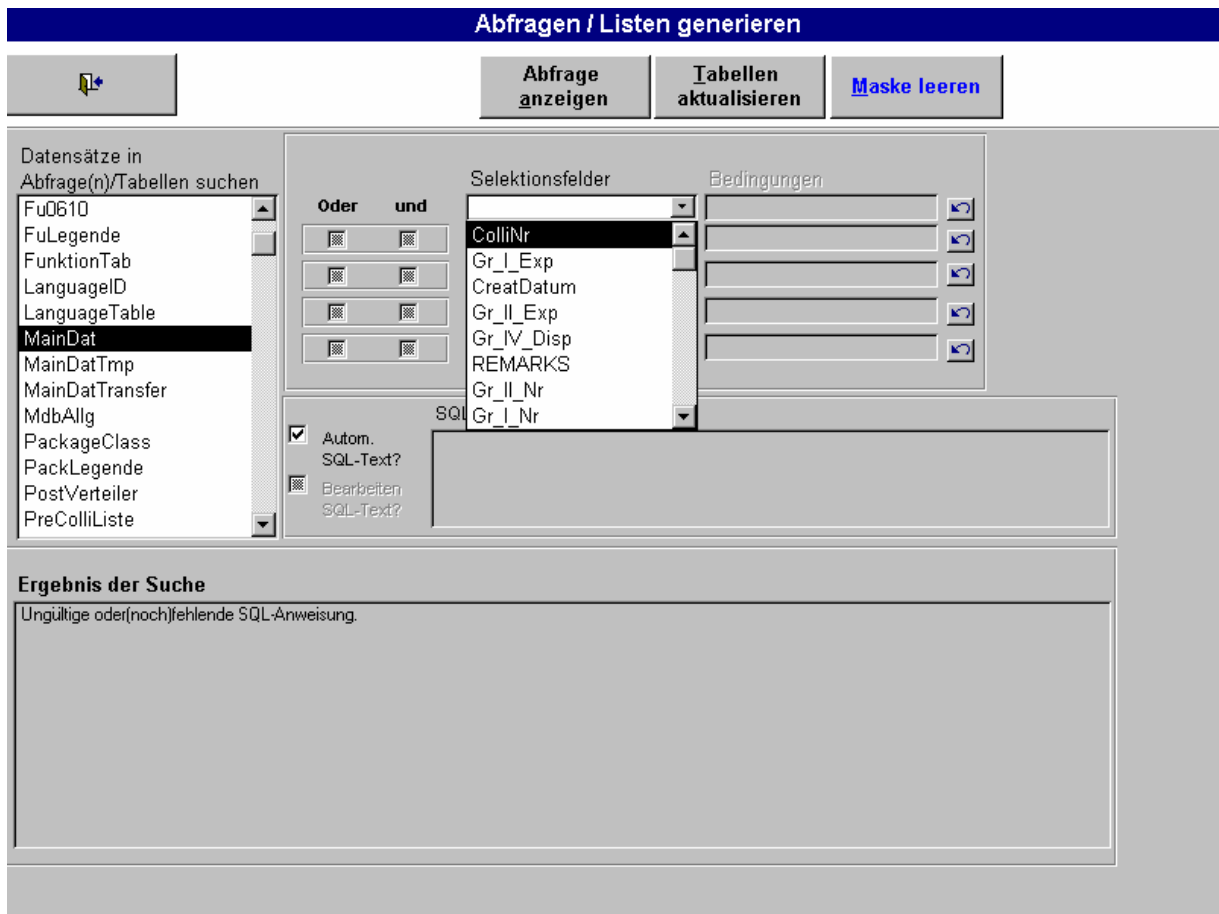 Abfragen / Listen generieren
Abfrage
anzeigen
Tabellen
aktualisieren
Maske leeren
Datensätze in
Abfrage(n)/Tabellen suchen
Fu0610
FuLegende
FunktionTab
LanguageID
LanguageTable
MainDat
MainDatTmp
MainDatTransfer
MdbAllg
PackageClass
PackLegende
PostVerteiler
PreColliListe
Oder und
Selektionsfelder
ColliNr
Gr_I_Exp
CreatDatum
Gr_II_Exp
Gr_IV_Disp
REMARKS
Gr_II_Nr
Gr_I_Nr
Bedingungen
SQL
Autom.
SQL-Text?
Bearbeiten
SQL-Text?
Ergebnis der Suche
Ungültige oder(noch)fehlende SQL-Anweisung.